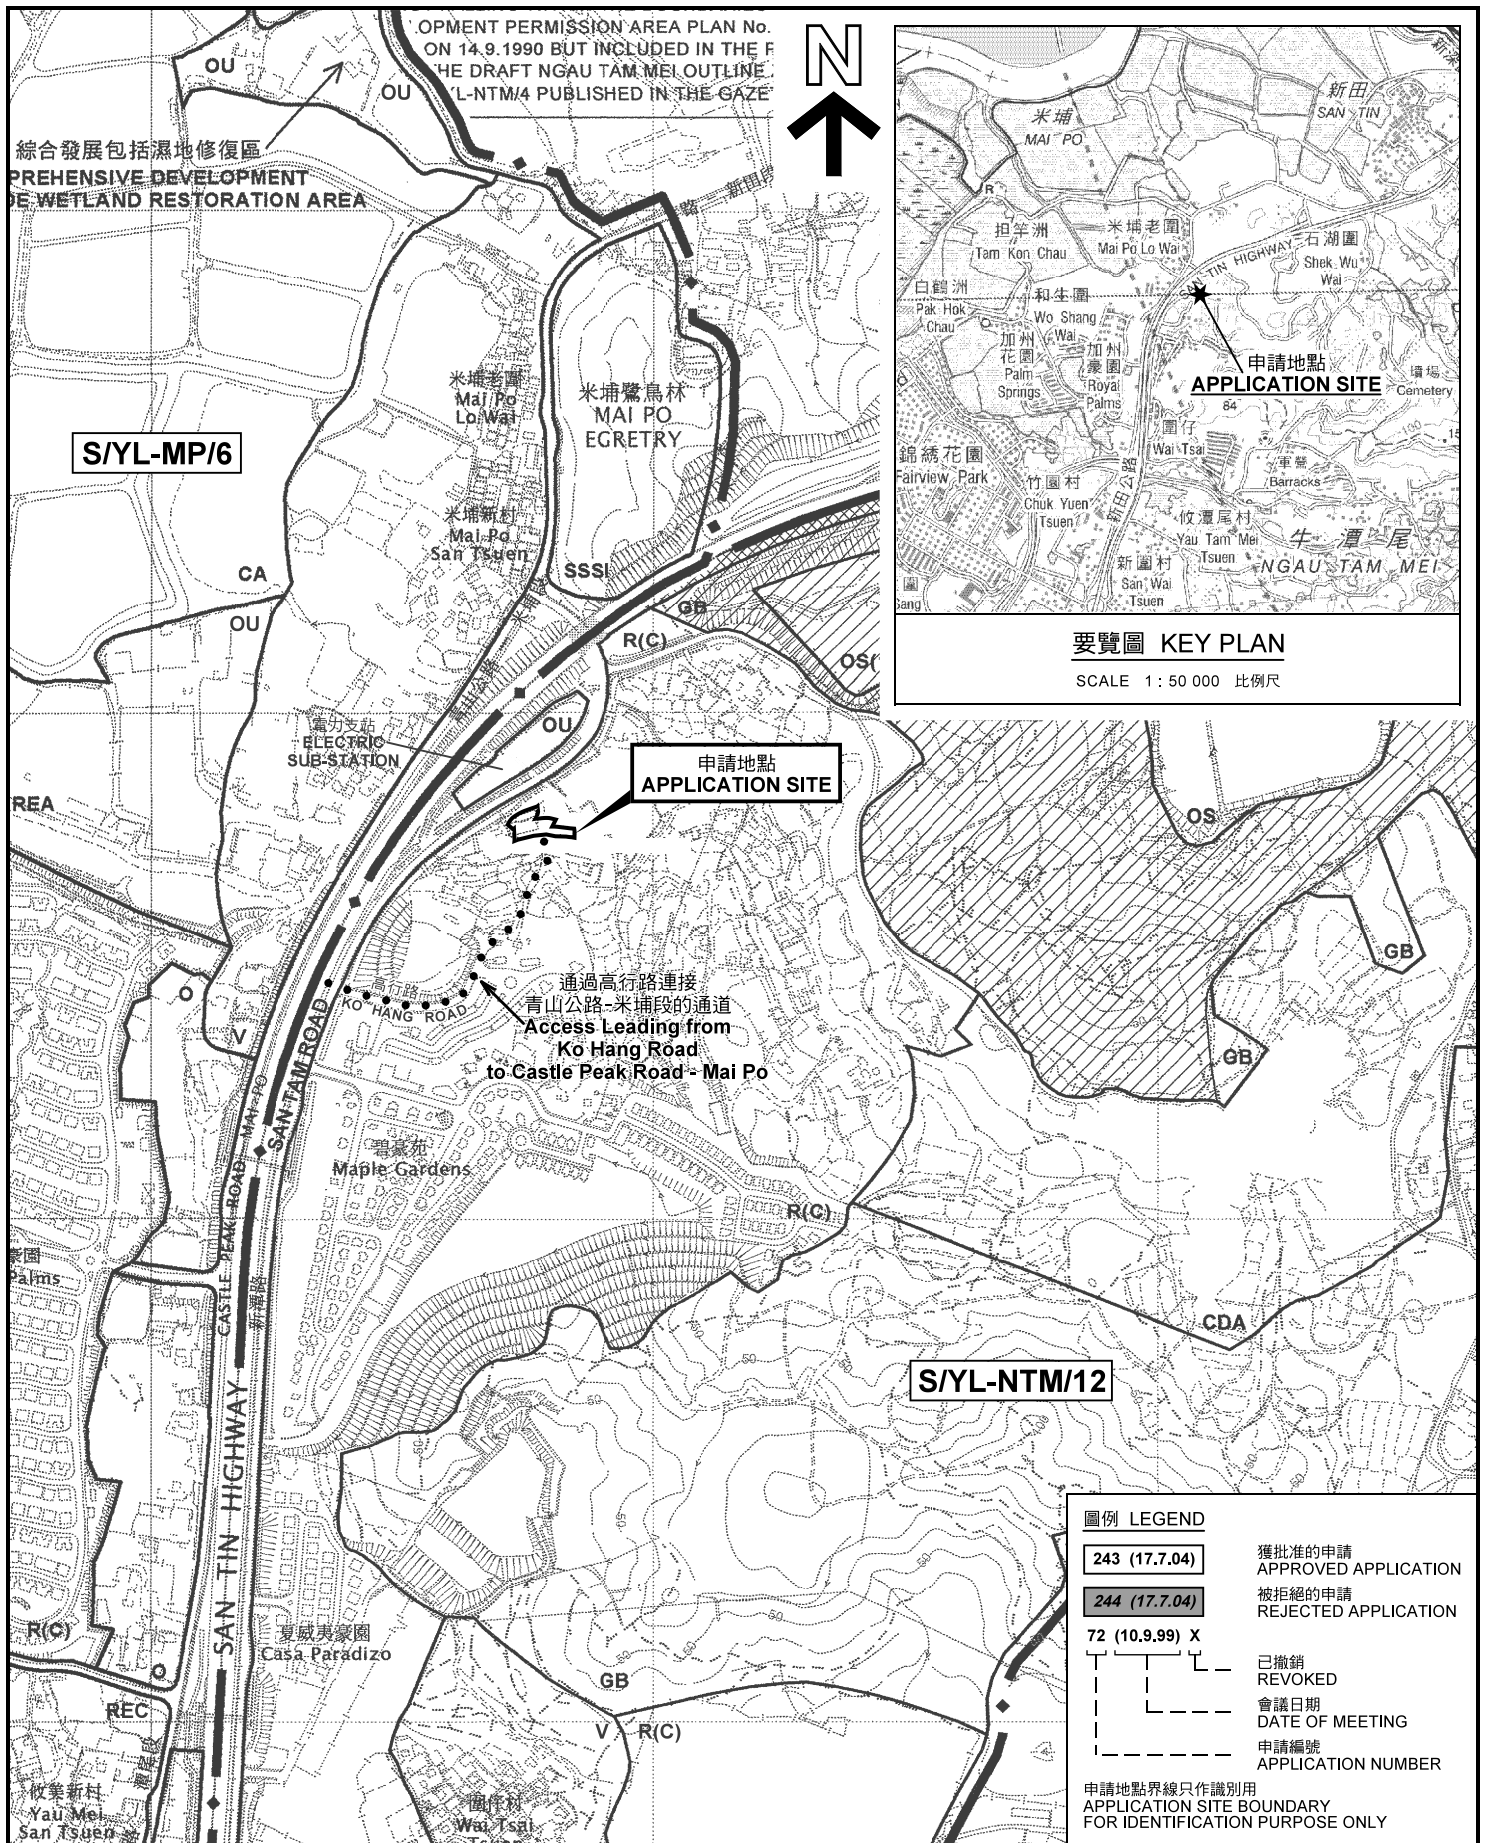 OPMENT PERMISSION AREA PLAN No.
ON 14.9.1990 BUT INCLUDED IN THE
HE DRAFT NGAU TAM MEI OUTLINE
YL-NTM/4 PUBLISHED IN THE GAZE
N
OU
OU
綜合發展包括濕地修復區
PREHENSIVE DEVELOPMENT
DE WETLAND RESTORATION AREA
米埔
MAI PO
新田
SAN TIN
R
担竿洲
Tam Kon Chau
米埔老圍
Mai Po Lo Wai
TIN HIGHWAY
石湖圍
Shek Wu
Wai
白鶴洲
Pak Hok
Chau
和生圍
Wo Shang
Wai
加州
花園
Palm
Springs
加州
豪園
Royal
Palms
申請地點
APPLICATION SITE
84
墳場
Cemetery
圍仔
Wai Tsai
軍營
Barracks
錦綉花園
Fairview Park
竹園村
Chuk Yuen
Tsuen
新田公路
攸潭尾村
Yau Tam Mei
Tsuen
牛潭尾
NGAU TAM MEI
新圍村
San Wai
Tsuen
要覽圖 KEY PLAN
SCALE 1 : 50 000 比例尺
米埔老圍
Mai Po
Lo Wai
米埔鷺鳥林
MAI PO
EGRETRY
S/YL-MP/6
米埔新村
Mai Po
San Tsuen
SSSI
CA
OU
GB
R(C)
OS(
電力支站
ELECTRIC
SUB-STATION
OU
申請地點
APPLICATION SITE
REA
OS
GB
O
V
高行路
KO HANG ROAD
通過高行路連接
青山公路-米埔段的通道
Access Leading from
Ko Hang Road
to Castle Peak Road - Mai Po
GB
SAN TAM ROAD
CASTLE PEAK ROAD
MAI PO
新潭路
碧豪苑
Maple Gardens
R(C)
豪園
Palms
CDA
S/YL-NTM/12
SAN TIN HIGHWAY
R(C)
O
REC
夏威夷豪園
Casa Paradizo
GB
V
R(C)
攸美新村
Yau Mei
San Tsuen
潭尾段
圍仔村
Wai Tsai
Tsuen
圖例 LEGEND
243 (17.7.04)
獲批准的申請
APPROVED APPLICATION
244 (17.7.04)
被拒絕的申請
REJECTED APPLICATION
72 (10.9.99) X
已撤銷
REVOKED
會議日期
DATE OF MEETING
申請編號
APPLICATION NUMBER
申請地點界線只作識別用
APPLICATION SITE BOUNDARY
FOR IDENTIFICATION PURPOSE ONLY